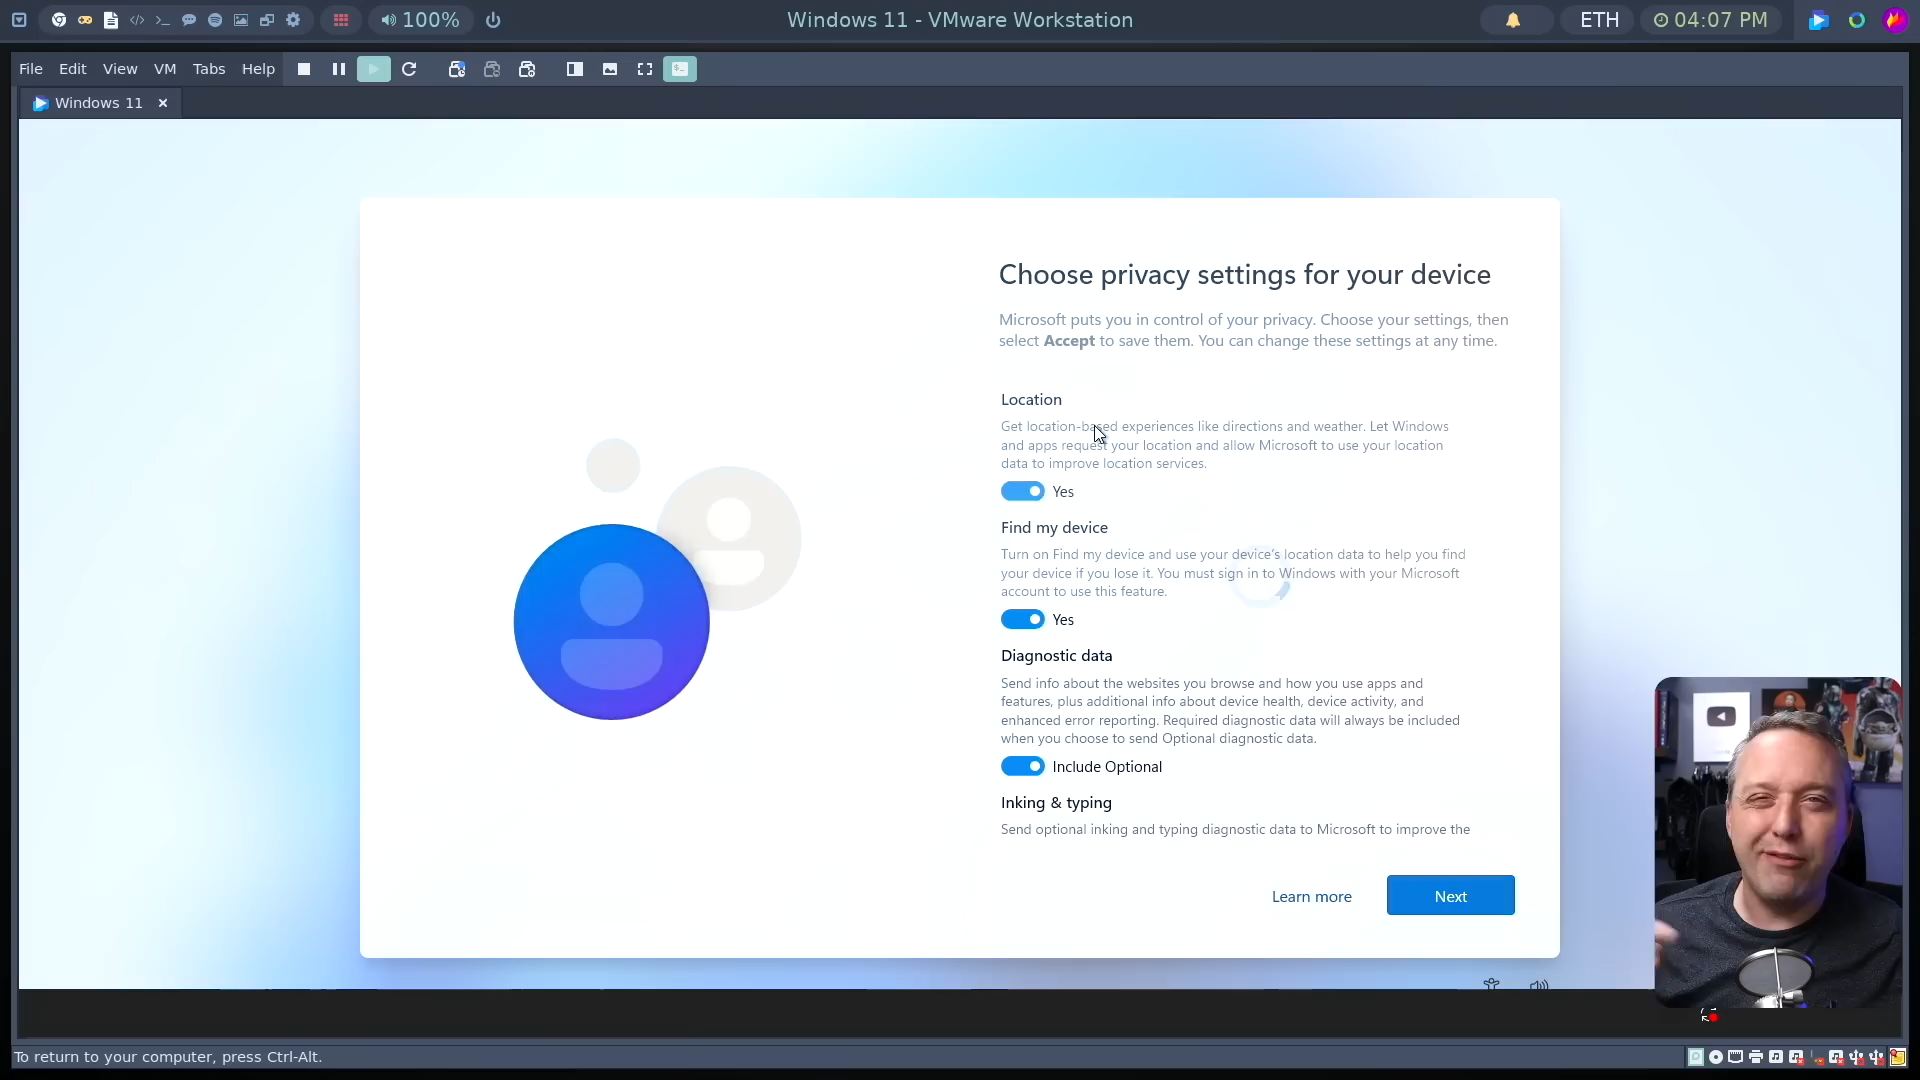 100%
Windows 11 - VMware Workstation
ETH
04:07 PM
File Edit View VM Tabs Help
Windows 11
Choose privacy settings for your device
Microsoft puts you in control of your privacy. Choose your settings, then
select Accept to save them. You can change these settings at any time.
Location
Get location-based experiences like directions and weather. Let Windows
and apps request your location and allow Microsoft to use your location
data to improve location services.
Yes
Find my device
Turn on Find my device and use your device's location data to help you find
your device if you lose it. You must sign in to Windows with your Microsoft
account to use this feature.
Yes
Diagnostic data
Send info about the websites you browse and how you use apps and
features, plus additional info about device health, device activity, and
enhanced error reporting. Required diagnostic data will always be included
when you choose to send Optional diagnostic data.
Include Optional
Inking & typing
Send optional inking and typing diagnostic data to Microsoft to improve the
Learn more
Next
To return to your computer, press Ctrl-Alt.